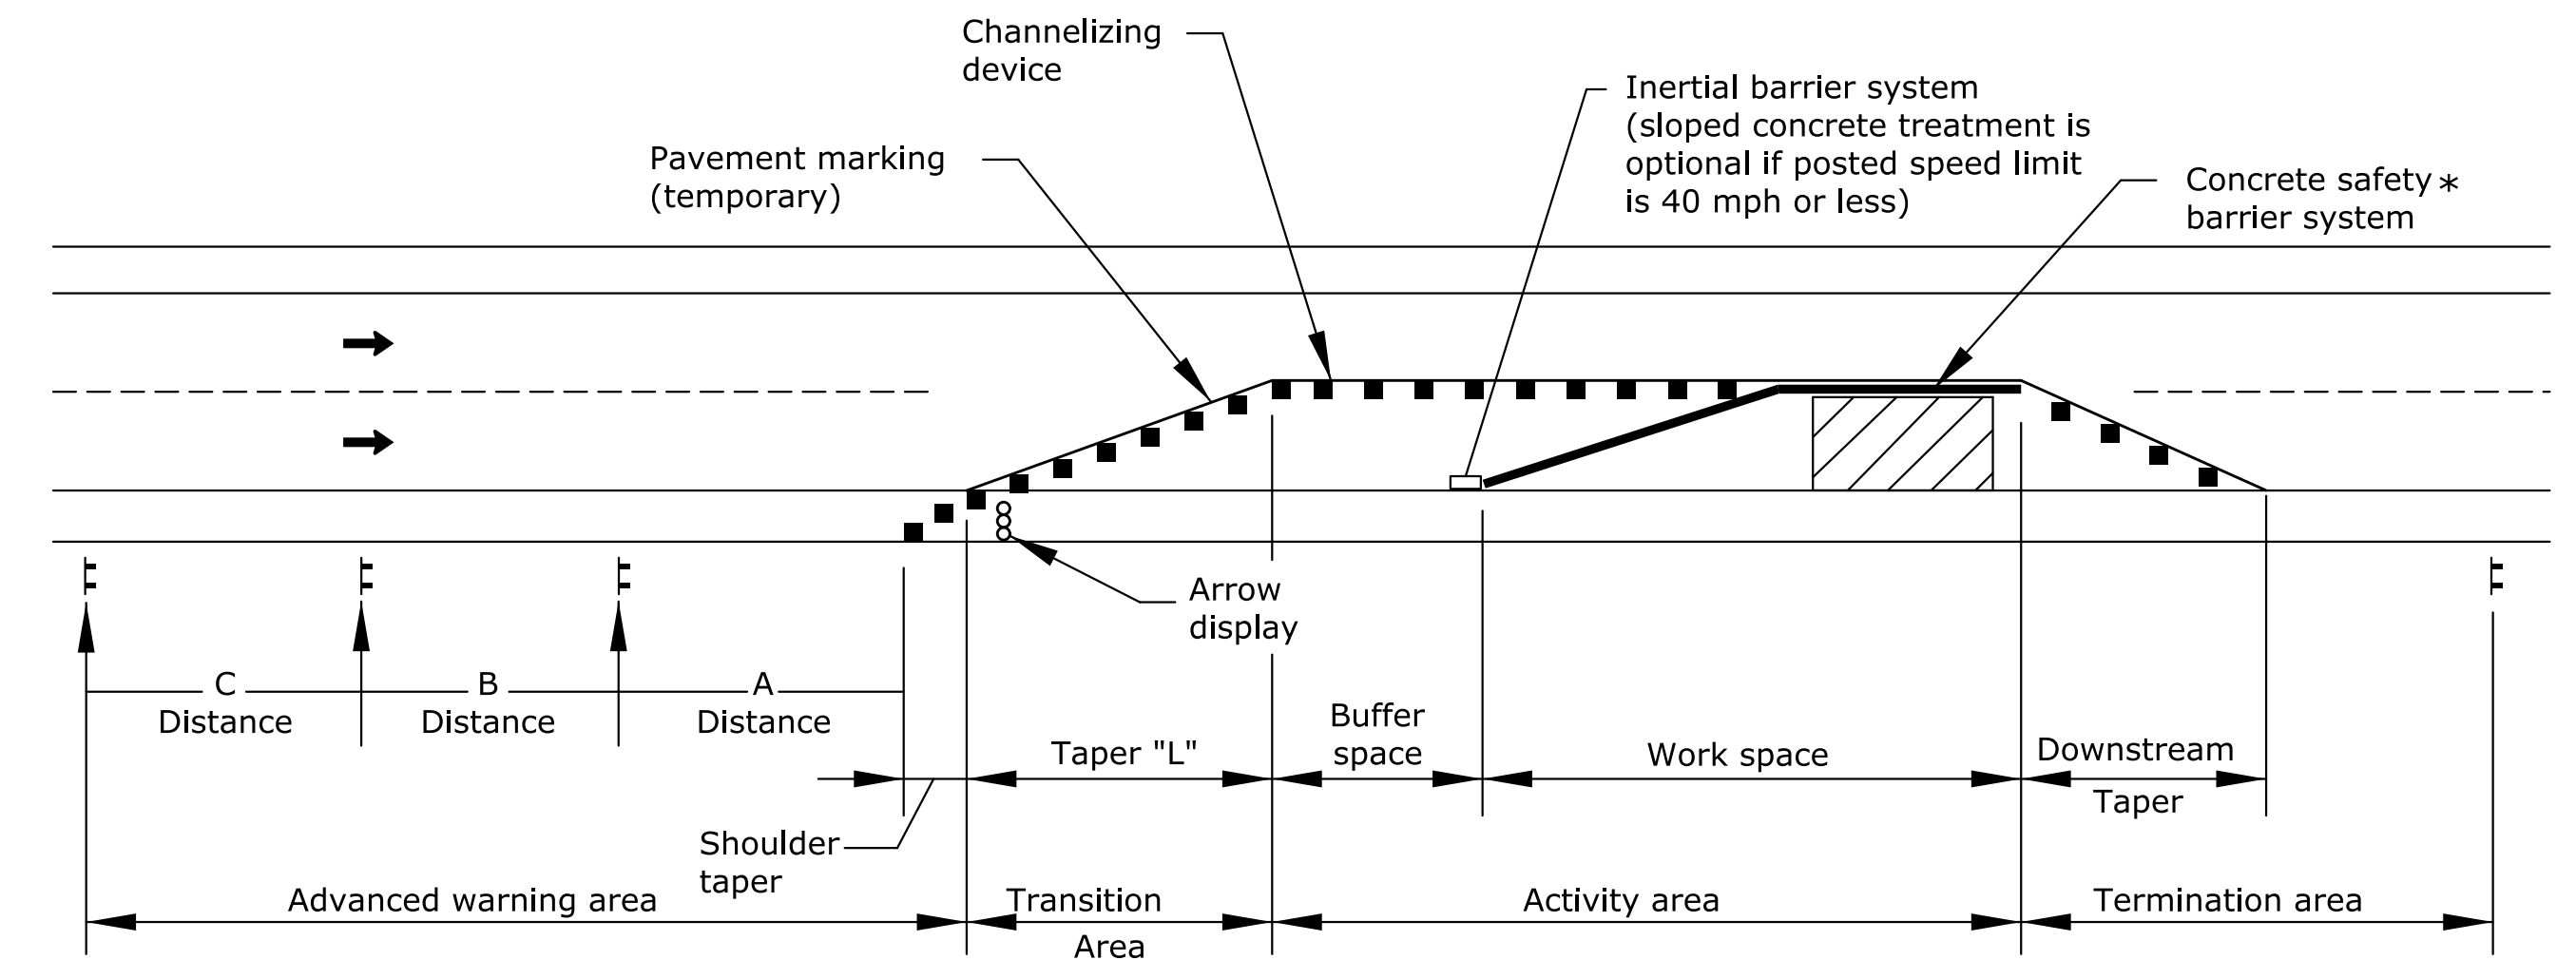 Channelizing
device
Inertial barrier system
(sloped concrete treatment is
optional if posted speed limit
is 40 mph or less)
Pavement marking
(temporary)
Concrete safety *
barrier system
Arrow
display
C
Distance
B
Distance
A
Distance
Taper "L"
Buffer
space
Work space
Downstream
Taper
Shoulder
taper
Advanced warning area
Transition
Area
Activity area
Termination area